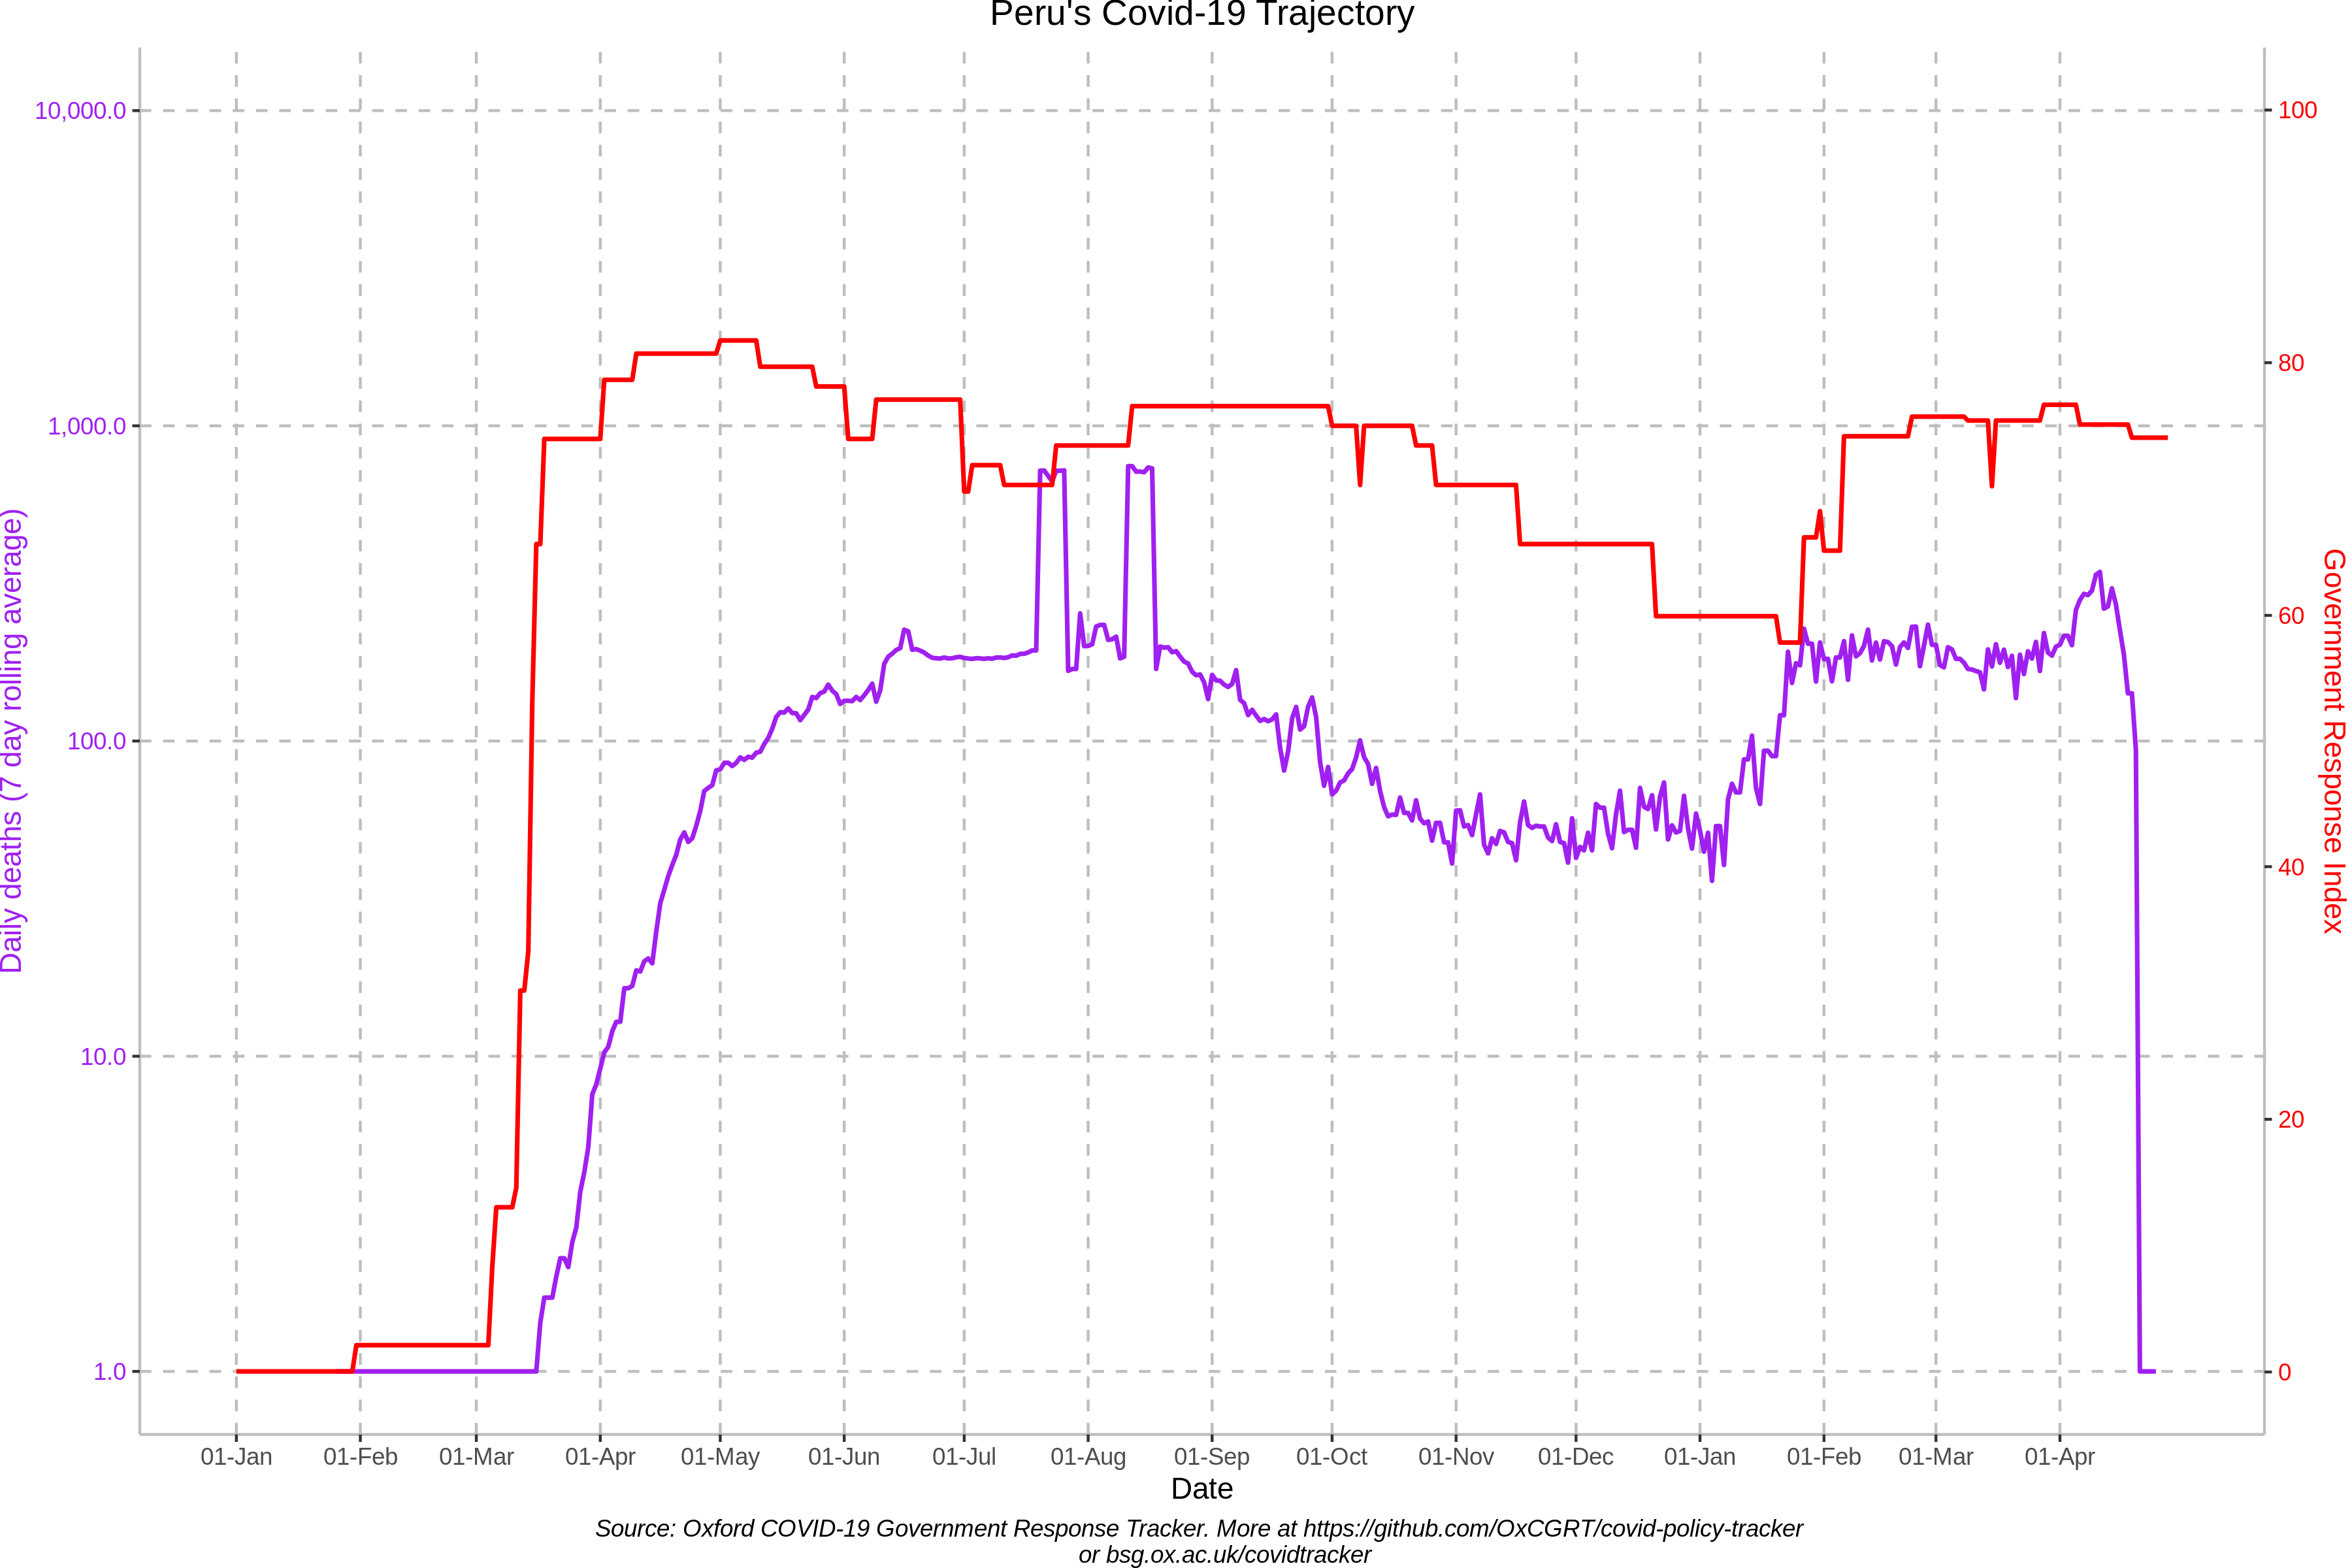 Peru's Covid-19 Trajectory
10,000.0
1,000.0
100.0
10.0
1.0
Daily deaths (7 day rolling average)
100
80
60
40
20
0
Government Response Index
01-Jan 01-Feb 01-Mar 01-Apr 01-May 01-Jun 01-Jul 01-Aug 01-Sep 01-Oct 01-Nov 01-Dec 01-Jan 01-Feb 01-Mar 01-Apr
Date
Source: Oxford COVID-19 Government Response Tracker. More at https://github.com/OxCGRT/covid-policy-tracker
or bsg.ox.ac.uk/covidtracker